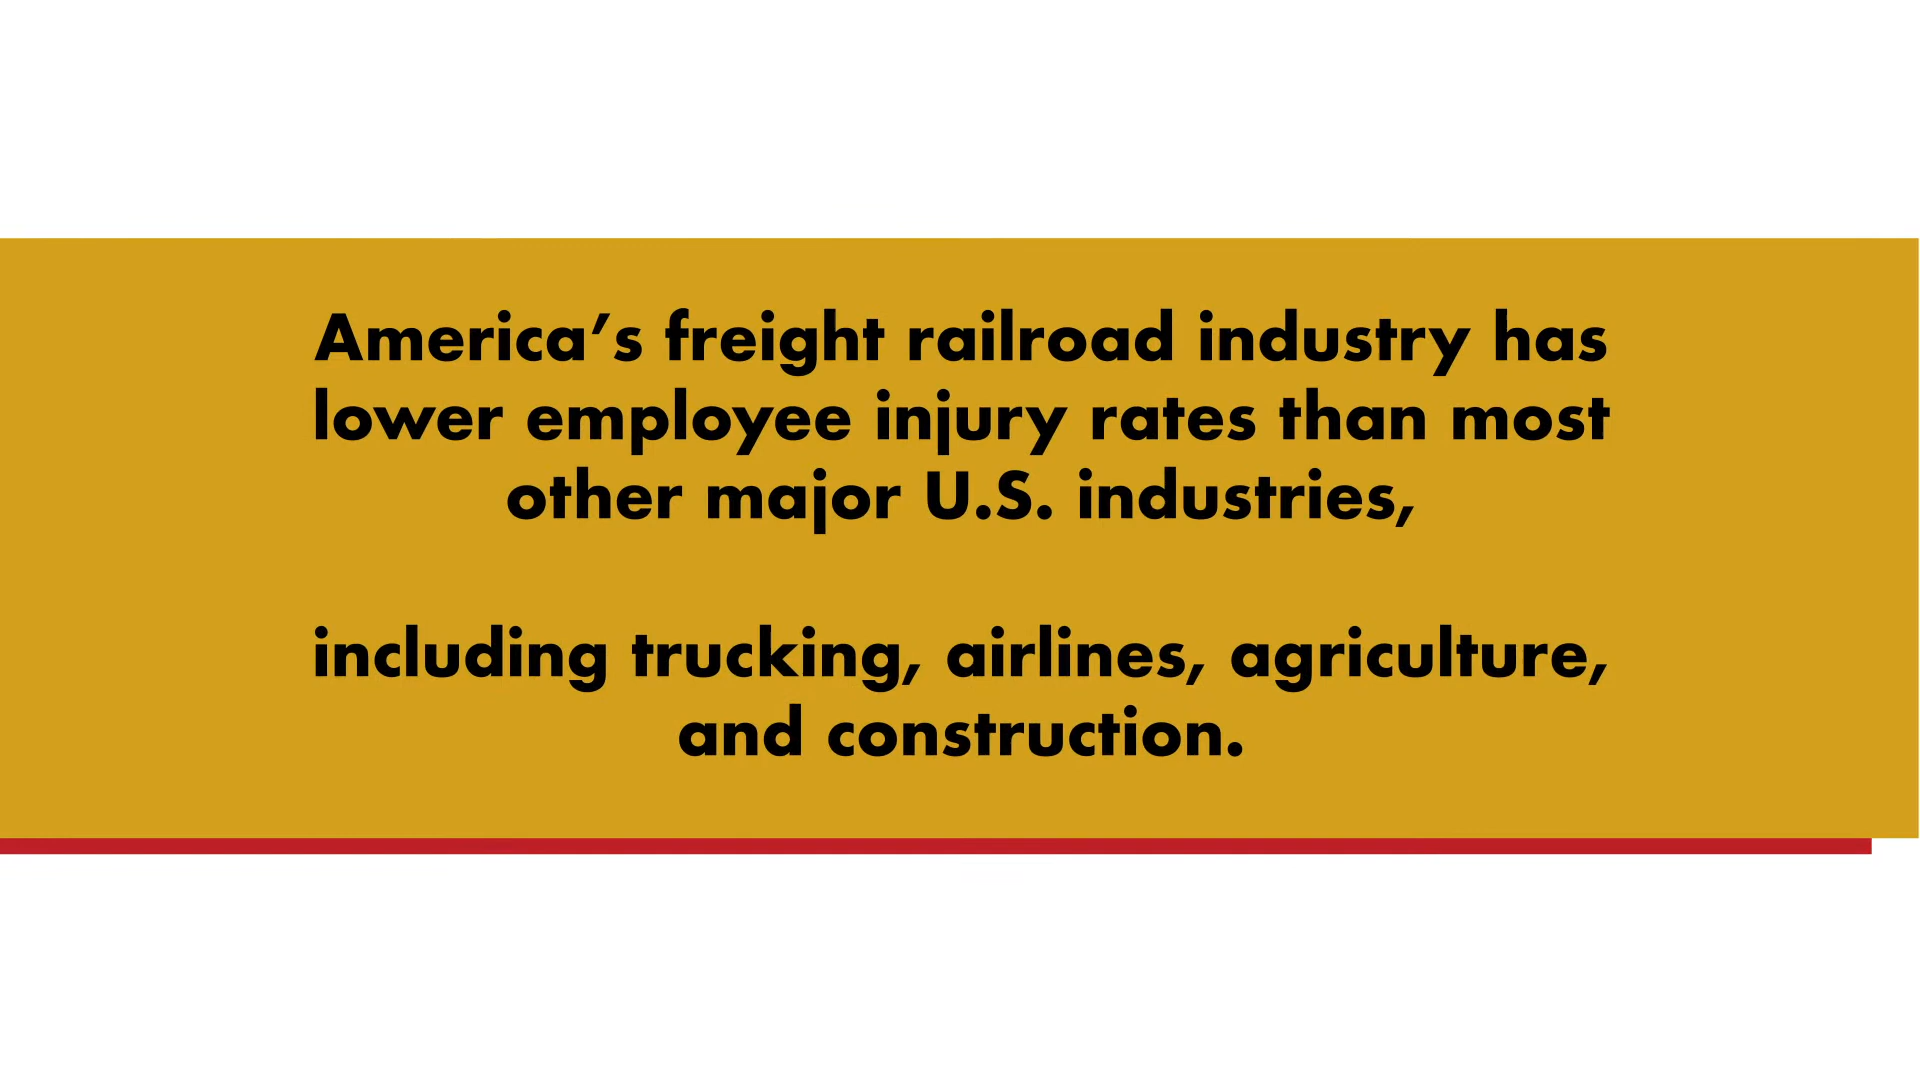 America’s freight railroad industry has
lower employee injury rates than most
other major U.S. industries,
including trucking, airlines, agriculture,
and construction.